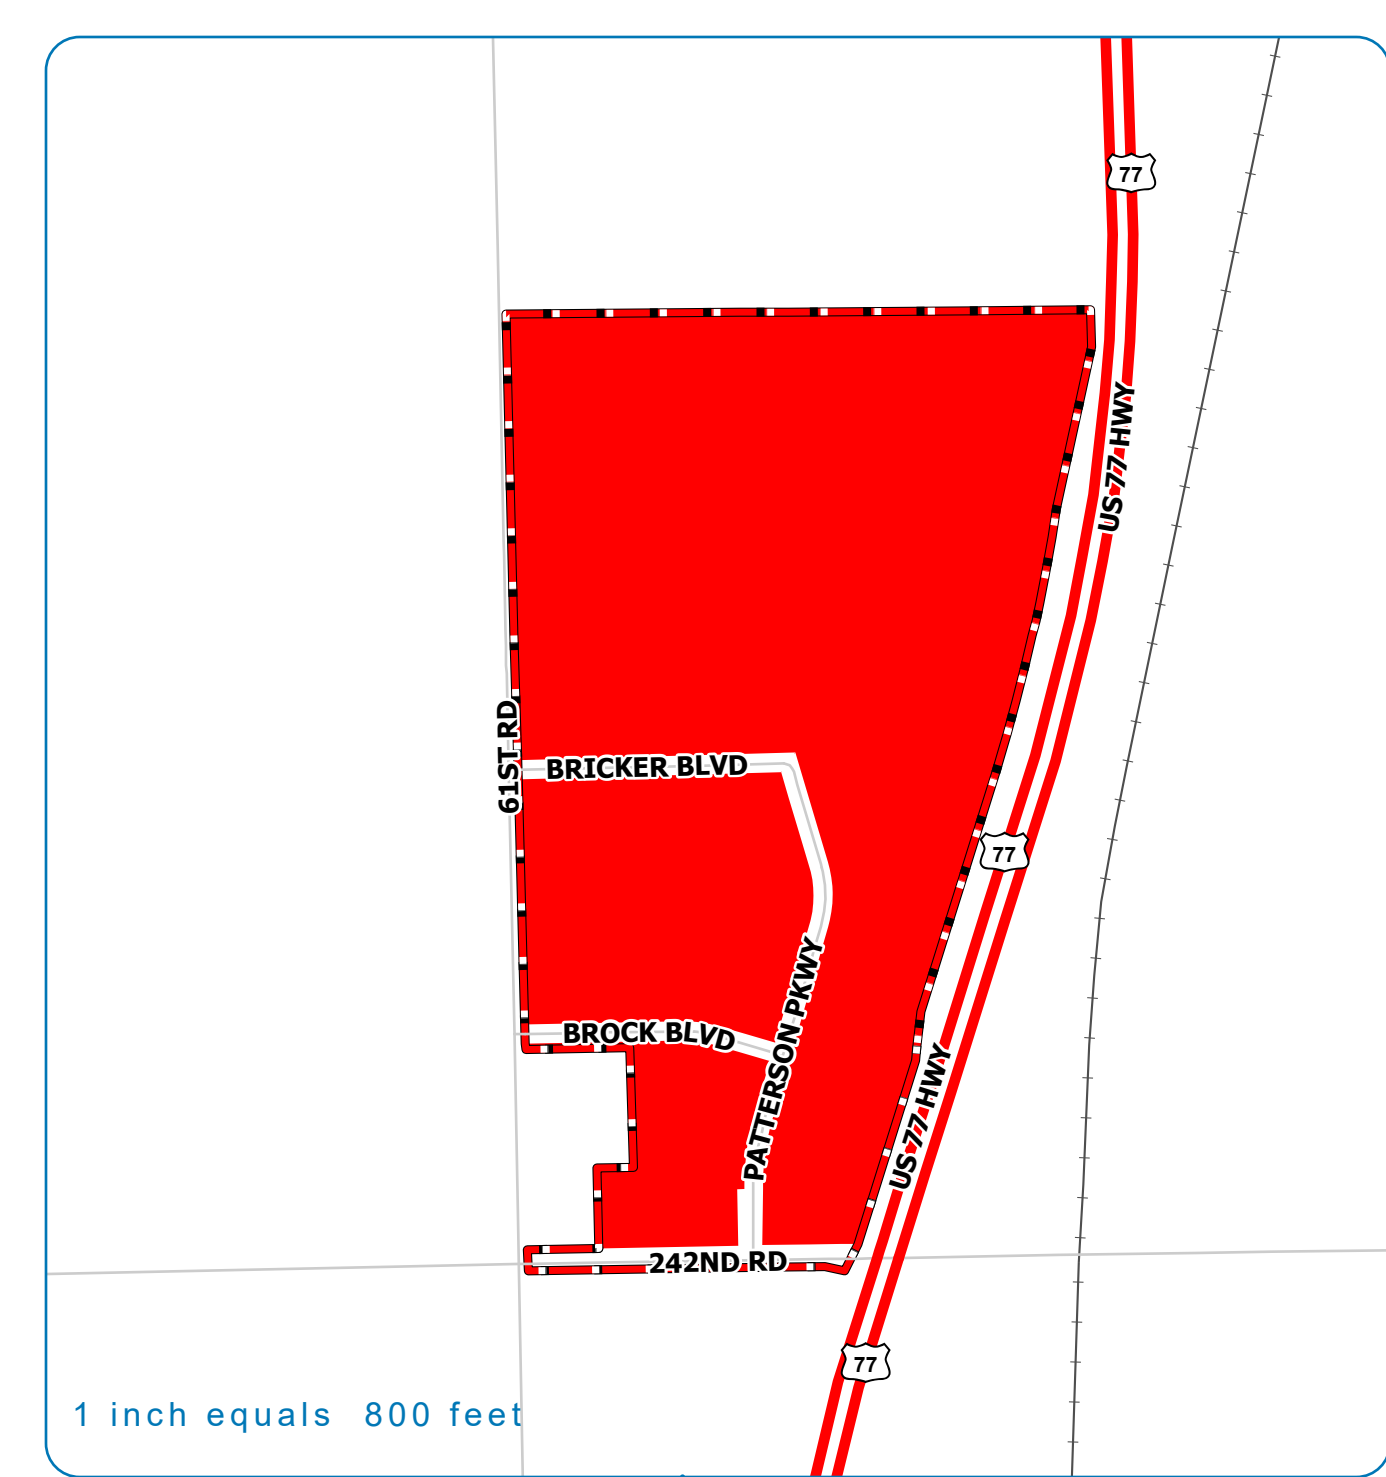 77
US 77 HWY
61ST RD
BRICKER BLVD
77
PATTERSON PKWY
BROCK BLVD
US 77 HWY
242ND RD
77
1 inch equals 800 feet